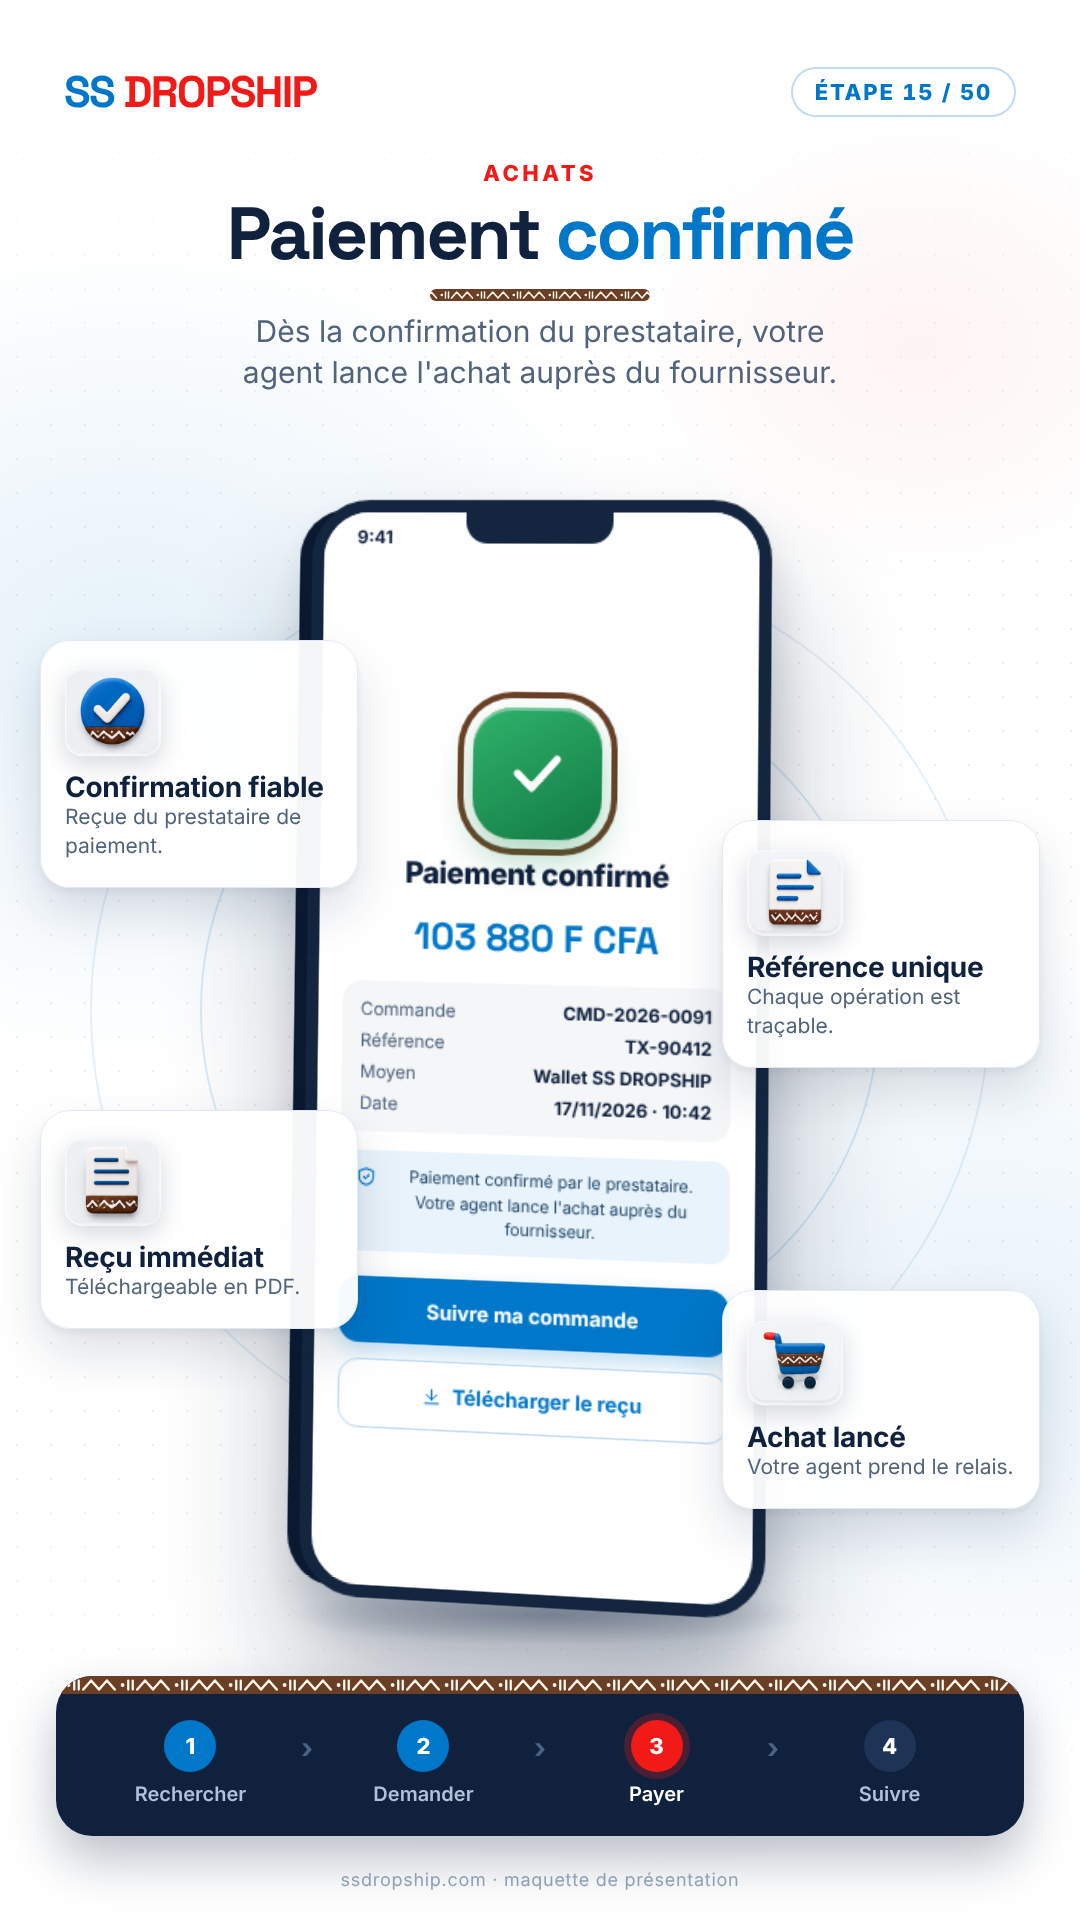 SS DROPSHIP
ÉTAPE 15 / 50
ACHATS
Paiement confirmé
Dès la confirmation du prestataire, votre
agent lance l'achat auprès du fournisseur.
9:41
Confirmation fiable
Reçue du prestataire de
paiement.
Paiement confirmé
103 880 F CFA
Commande CMD-2026-0091
Référence TX-90412
Moyen Wallet SS DROPSHIP
Date 17/11/2026 · 10:42
Référence unique
Chaque opération est
traçable.
Paiement confirmé par le prestataire.
Votre agent lance l'achat auprès du
fournisseur.
Reçu immédiat
Téléchargeable en PDF.
Suivre ma commande
Télécharger le reçu
Achat lancé
Votre agent prend le relais.
1 › 2 › 3 › 4
Rechercher Demander Payer Suivre
ssdropship.com · maquette de présentation